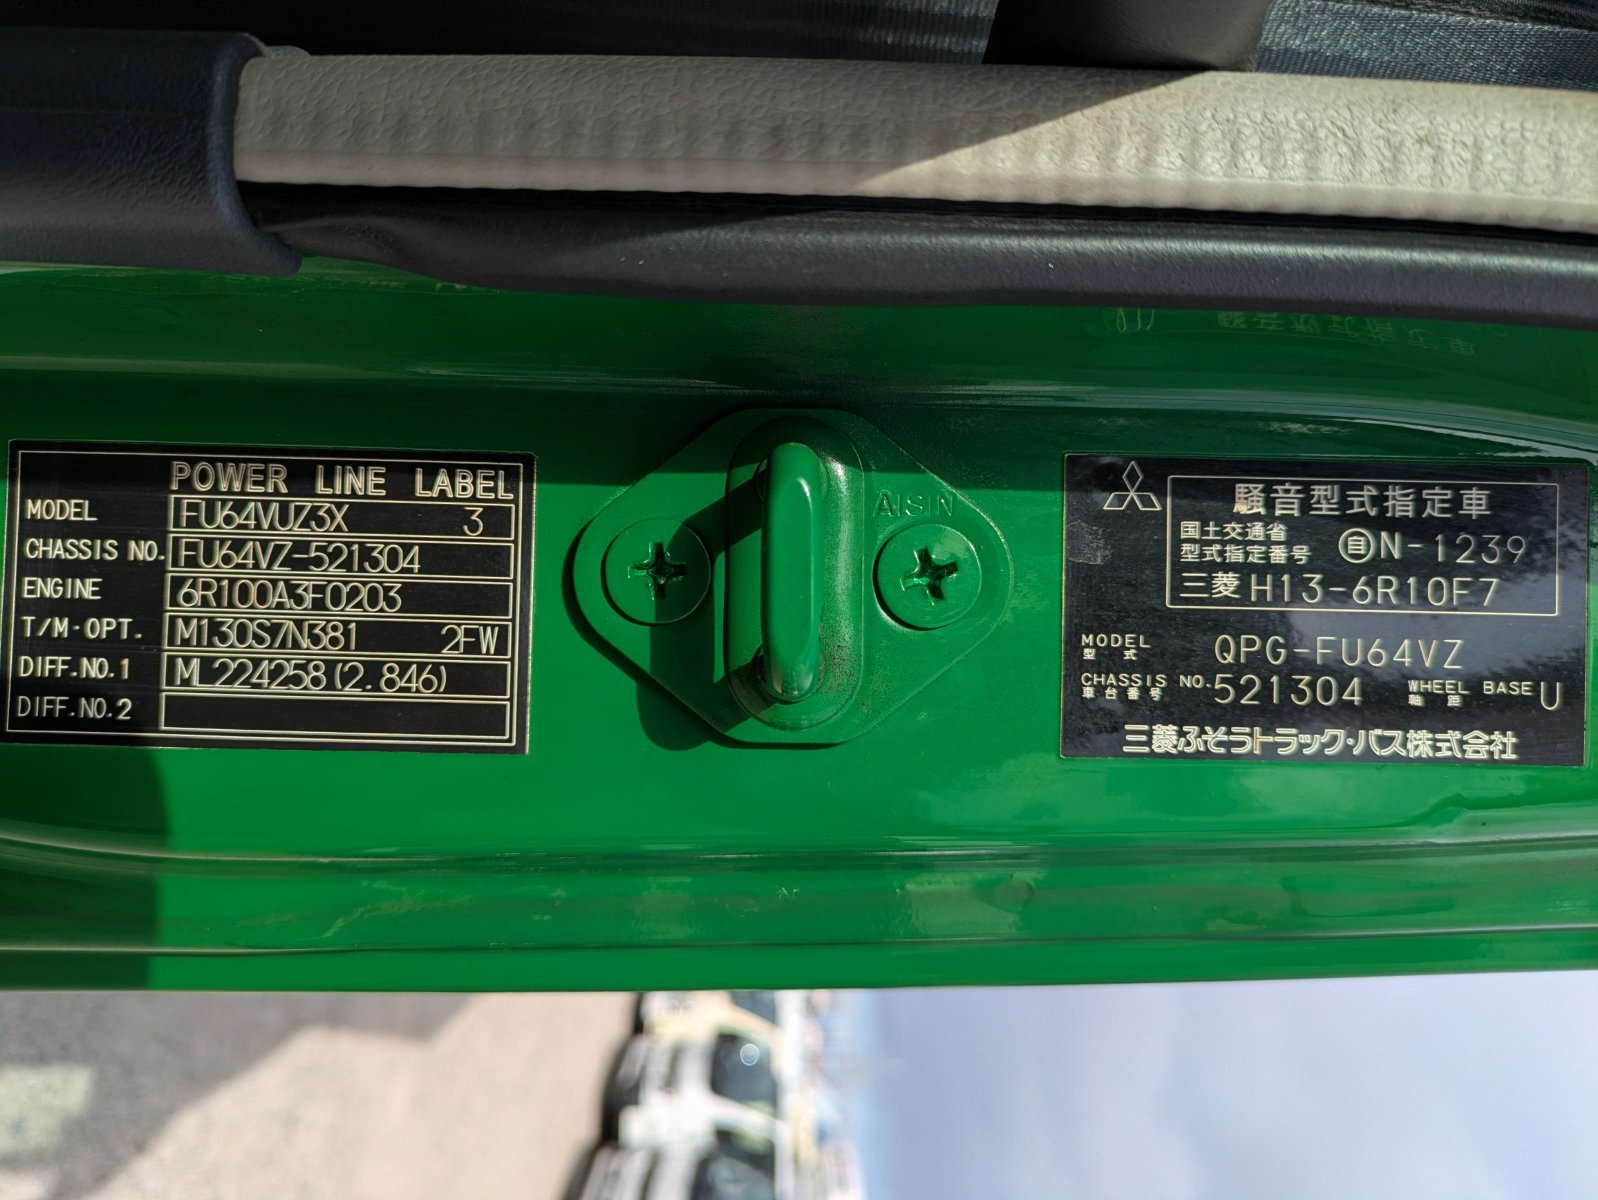 POWER LINE LABEL
MODEL FU64VUZ3X 3
CHASSIS NO. FU64VZ-521304
ENGINE 6R100A3F0203
T/M·OPT. M130S7N381 2FW
DIFF.NO.1 ML224258(2.846)
DIFF.NO.2
AISIN
騒音型式指定車
国土交通省
型式指定番号 自N-1239
三菱 H13-6R10F7
MODEL QPG-FU64VZ
型式
CHASSIS NO. 521304 WHEEL BASE U
車台番号 軸距
三菱ふそうトラック・バス株式会社